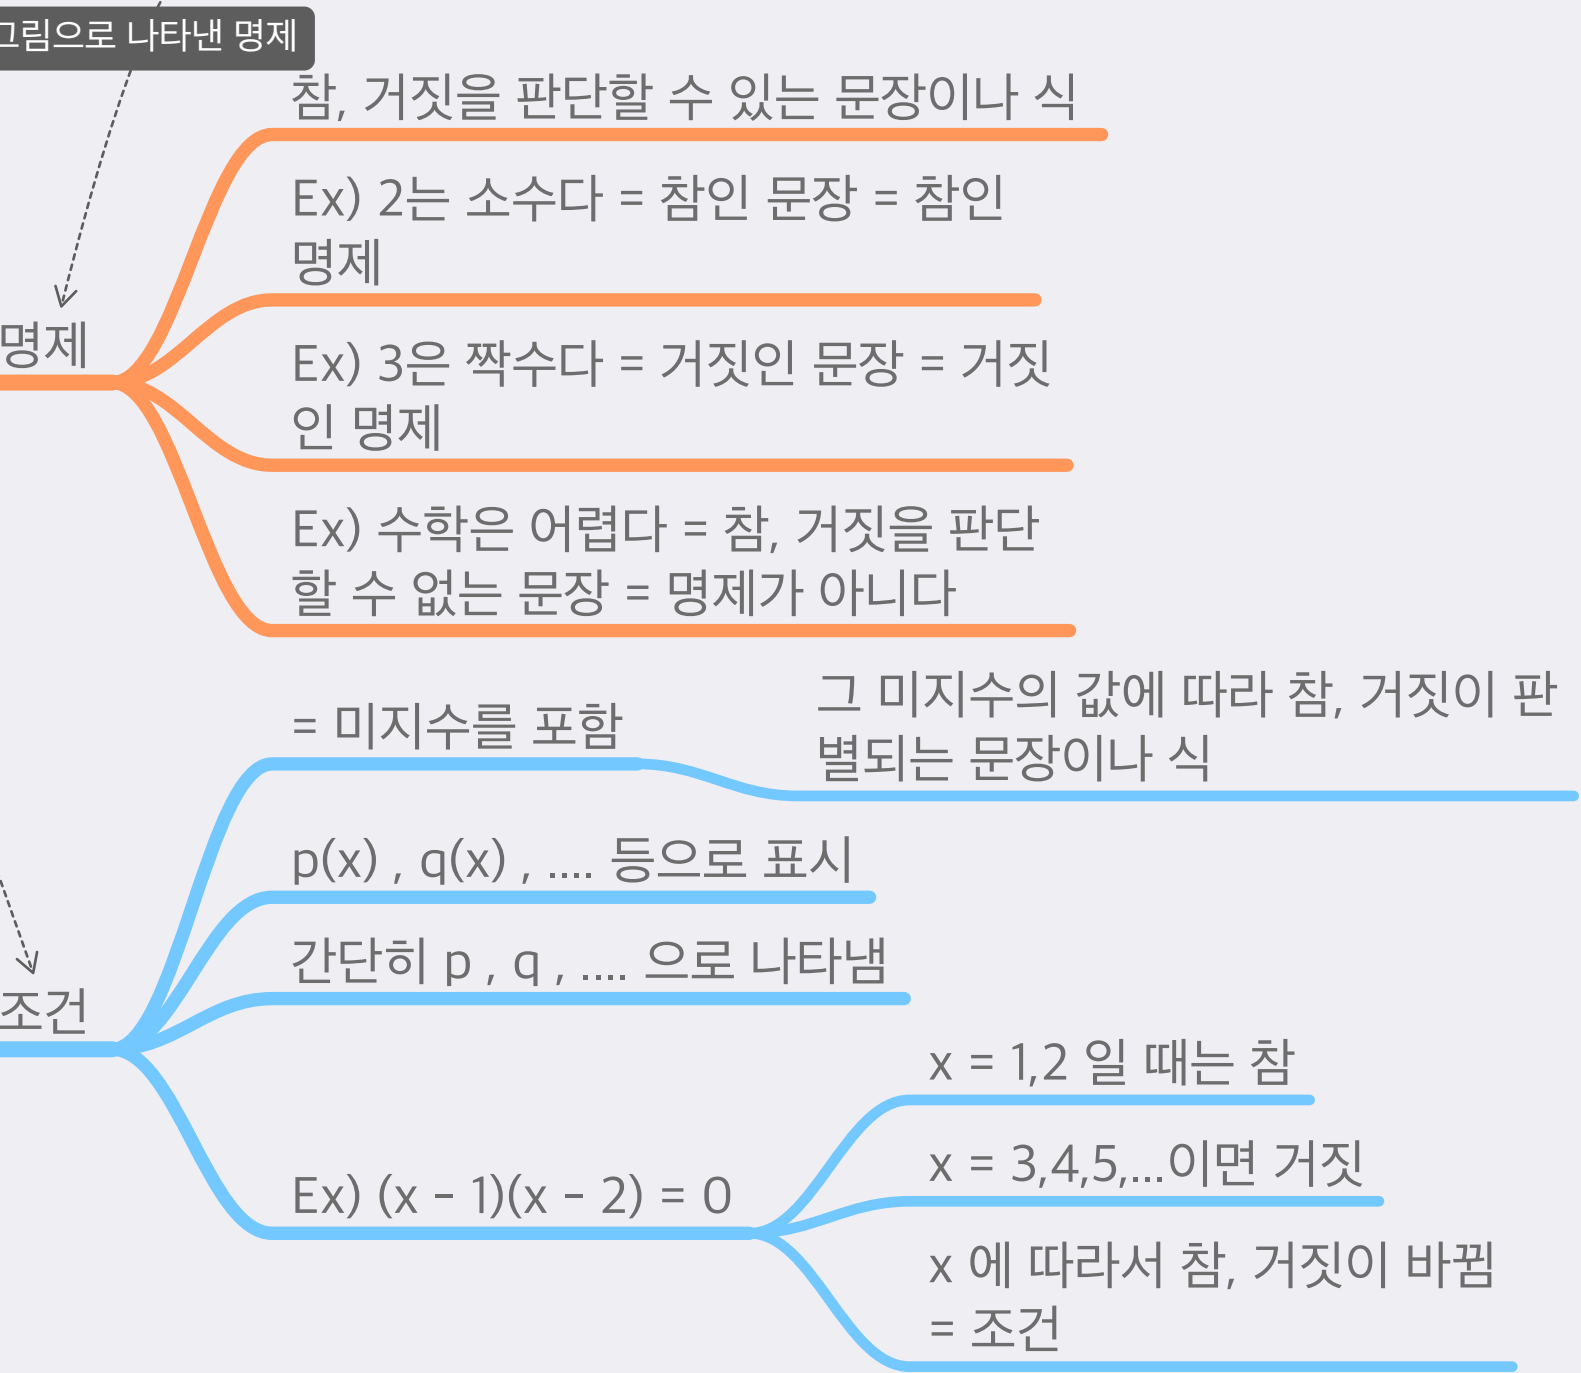 그림으로 나타낸 명제
참, 거짓을 판단할 수 있는 문장이나 식
Ex) 2는 소수다 = 참인 문장 = 참인
명제
명제
Ex) 3은 짝수다 = 거짓인 문장 = 거짓
인 명제
Ex) 수학은 어렵다 = 참, 거짓을 판단
할 수 없는 문장 = 명제가 아니다
= 미지수를 포함
그 미지수의 값에 따라 참, 거짓이 판
별되는 문장이나 식
p(x) , q(x) , .... 등으로 표시
간단히 p , q , .... 으로 나타냄
조건
Ex) (x - 1)(x - 2) = 0
x = 1,2 일 때는 참
x = 3,4,5,...이면 거짓
x 에 따라서 참, 거짓이 바뀜
= 조건